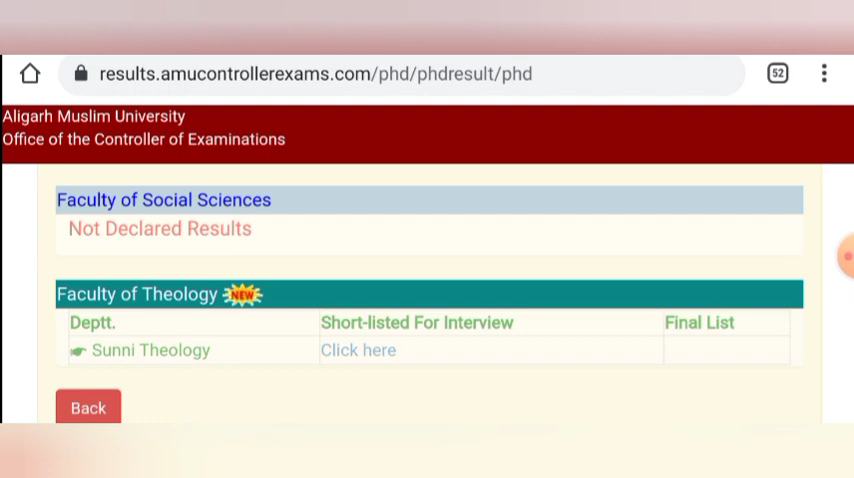 results.amucontrollerexams.com/phd/phdresult/phd 52
Aligarh Muslim University
Office of the Controller of Examinations
Faculty of Social Sciences
Not Declared Results
Faculty of Theology NEW
Deptt. Short-listed For Interview Final List
Sunni Theology Click here
Back